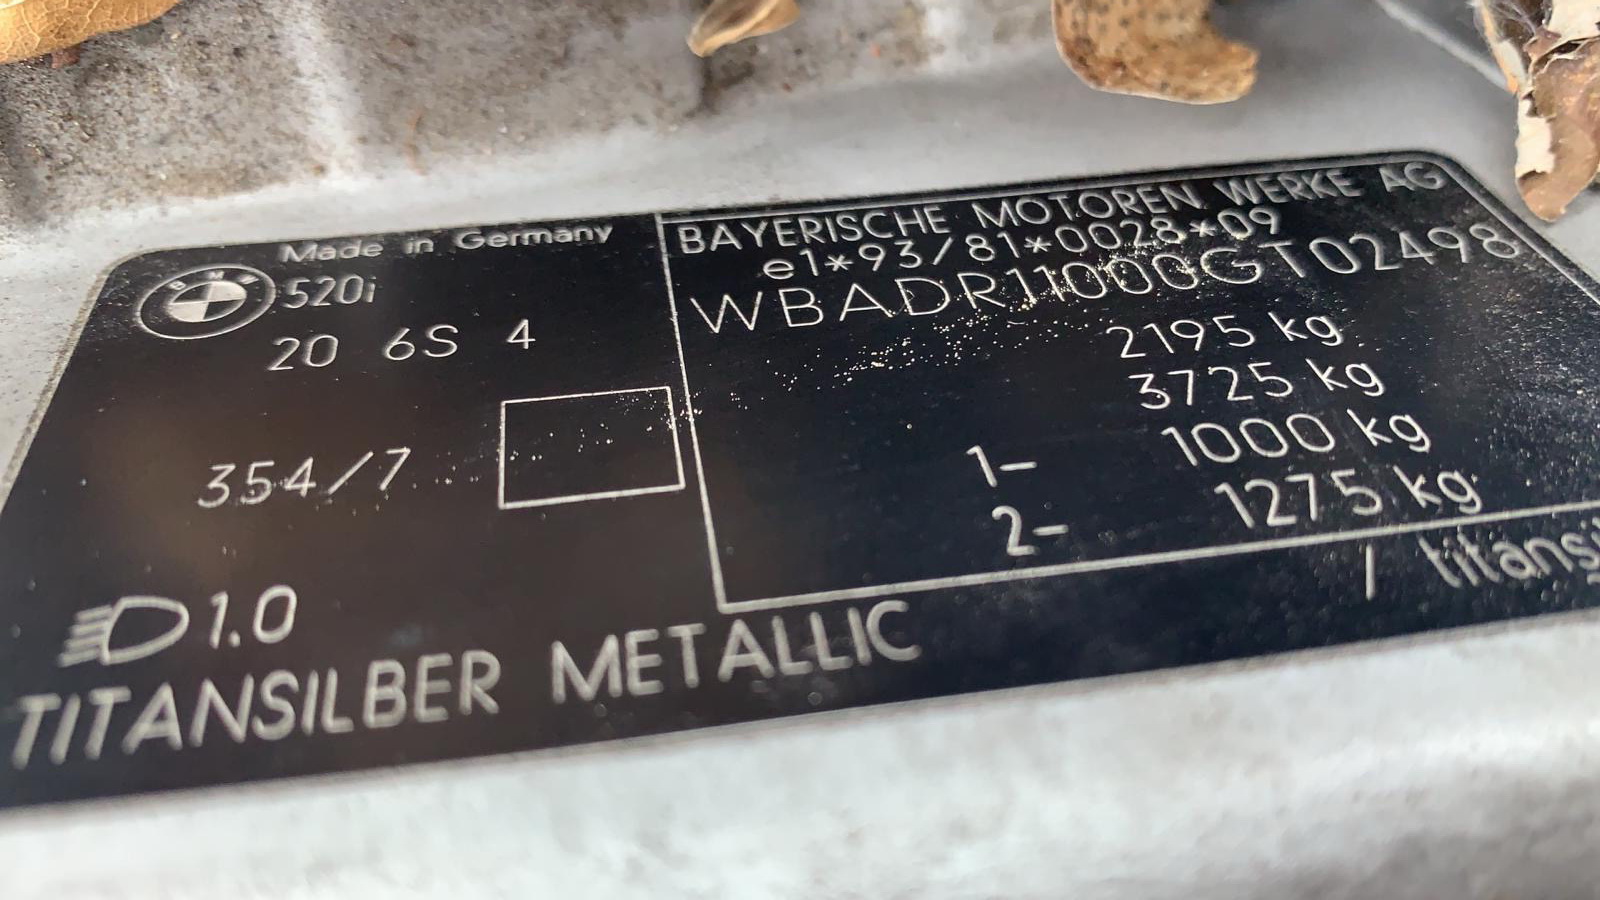 Made in Germany
BMW
520i
20 6S 4
354/7
1.0
TITANSILBER METALLIC
BAYERISCHE MOTOREN WERKE AG
e1*93/81*0028*09
WBADR11000GT02498
2195 kg
3725 kg
1- 1000 kg
2- 1275 kg
/